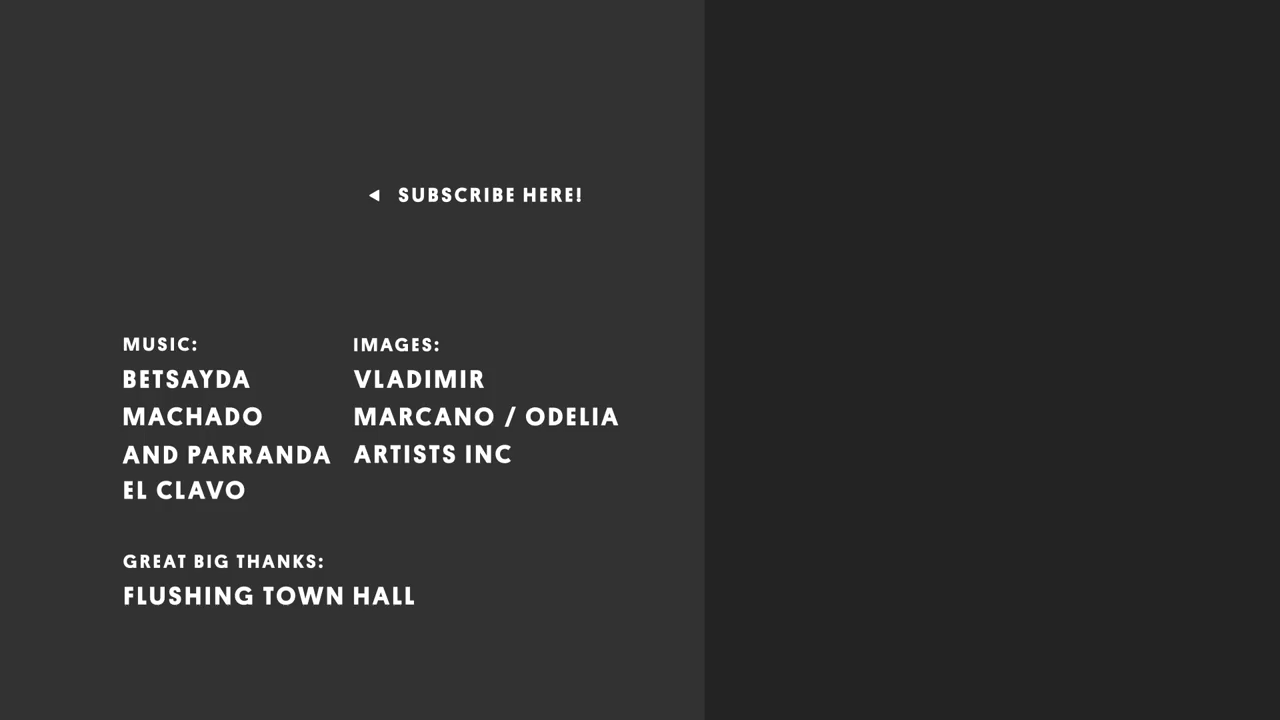 ◀ SUBSCRIBE HERE!
MUSIC:
BETSAYDA
MACHADO
AND PARRANDA
EL CLAVO
IMAGES:
VLADIMIR
MARCANO / ODELIA
ARTISTS INC
GREAT BIG THANKS:
FLUSHING TOWN HALL